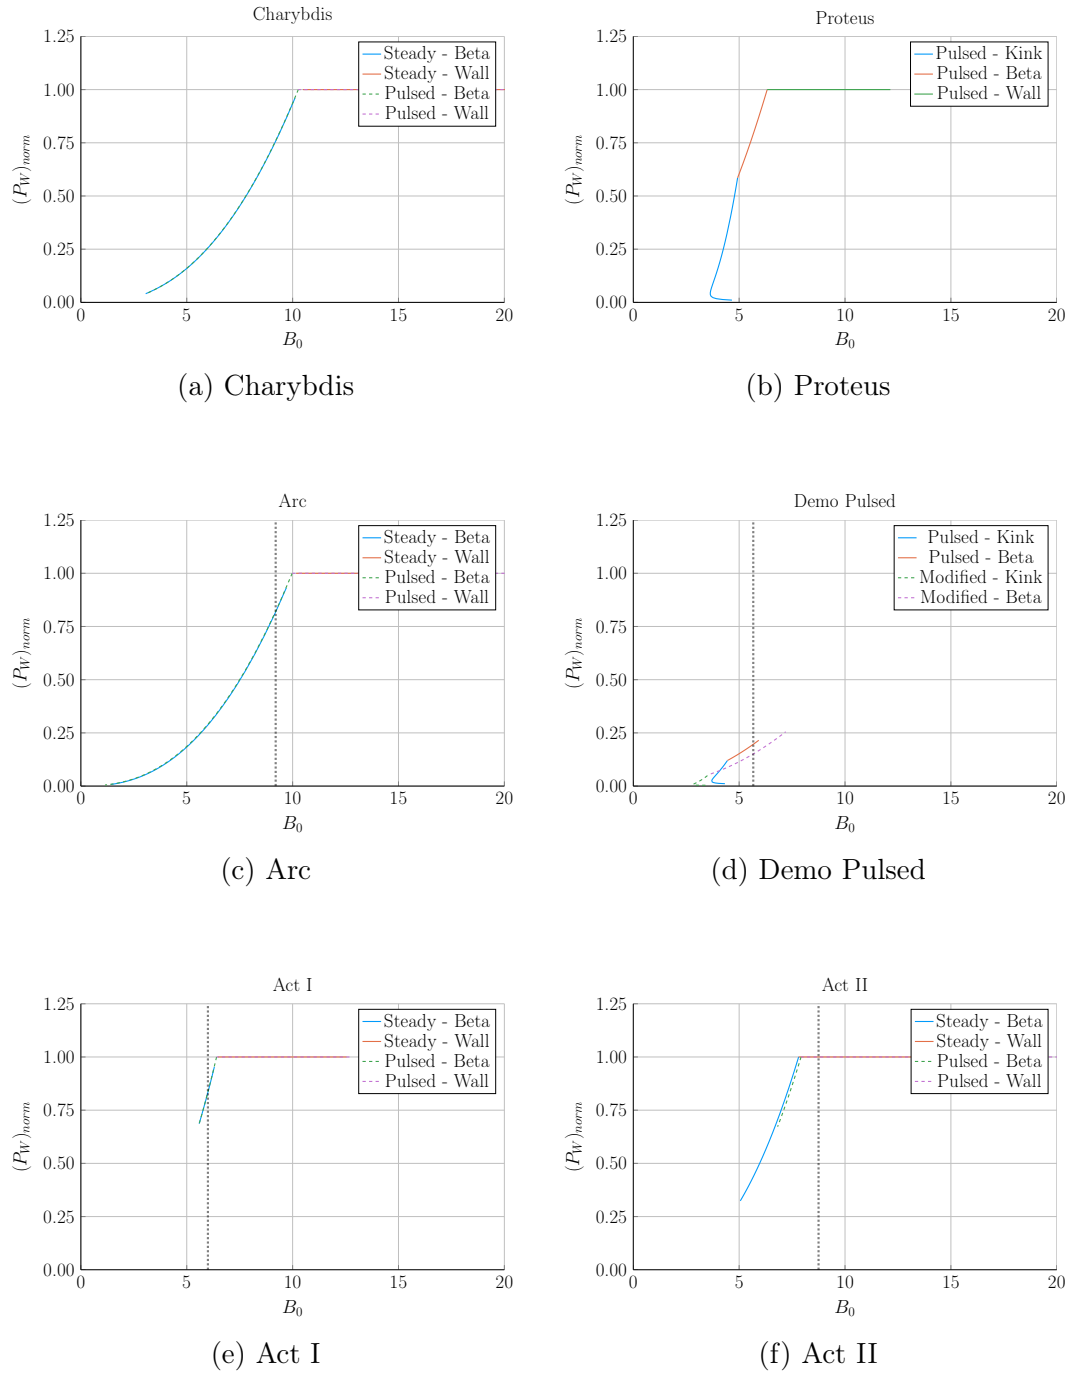 Charybdis
1.25
1.00
0.75
0.50
0.25
0.00
(P_W)_norm
Steady - Beta
Steady - Wall
Pulsed - Beta
Pulsed - Wall
0 5 10 15 20
B_0
(a) Charybdis
Proteus
1.25
1.00
0.75
0.50
0.25
0.00
(P_W)_norm
Pulsed - Kink
Pulsed - Beta
Pulsed - Wall
0 5 10 15 20
B_0
(b) Proteus
Arc
1.25
1.00
0.75
0.50
0.25
0.00
(P_W)_norm
Steady - Beta
Steady - Wall
Pulsed - Beta
Pulsed - Wall
0 5 10 15 20
B_0
(c) Arc
Demo Pulsed
1.25
1.00
0.75
0.50
0.25
0.00
(P_W)_norm
Pulsed - Kink
Pulsed - Beta
Modified - Kink
Modified - Beta
0 5 10 15 20
B_0
(d) Demo Pulsed
Act I
1.25
1.00
0.75
0.50
0.25
0.00
(P_W)_norm
Steady - Beta
Steady - Wall
Pulsed - Beta
Pulsed - Wall
0 5 10 15 20
B_0
(e) Act I
Act II
1.25
1.00
0.75
0.50
0.25
0.00
(P_W)_norm
Steady - Beta
Steady - Wall
Pulsed - Beta
Pulsed - Wall
0 5 10 15 20
B_0
(f) Act II